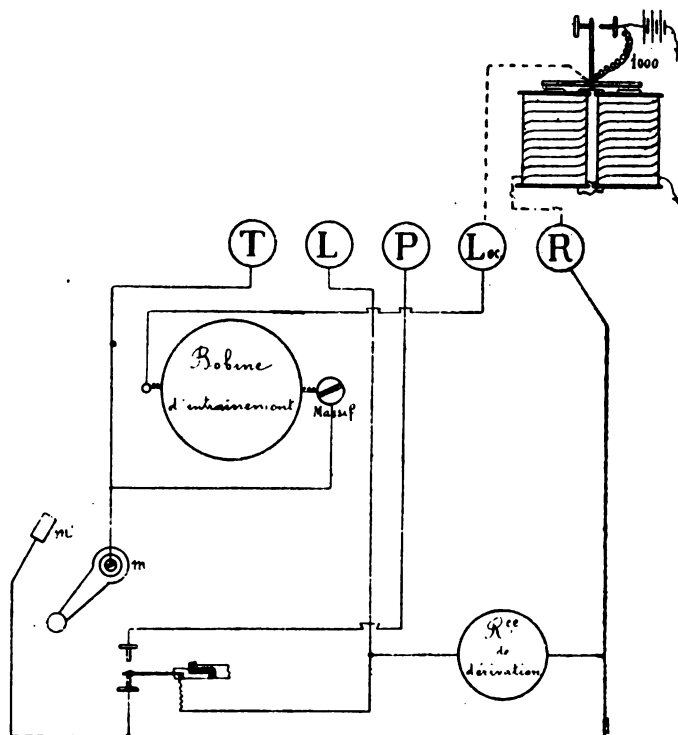 1000
T L P Loc R
Bobine
d'entrainement
Massif
m'
m
Rce
de
dérivation